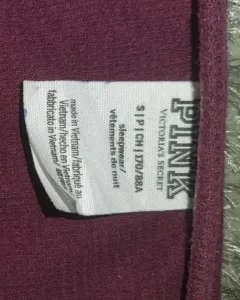 PINK
VICTORIA'S SECRET
S | P | CH | 170/88A
sleepwear/
vêtements de nuit
made in Vietnam/fabriqué au
Vietnam/hecho en Vietnam/
fabbricato in Vietnam/